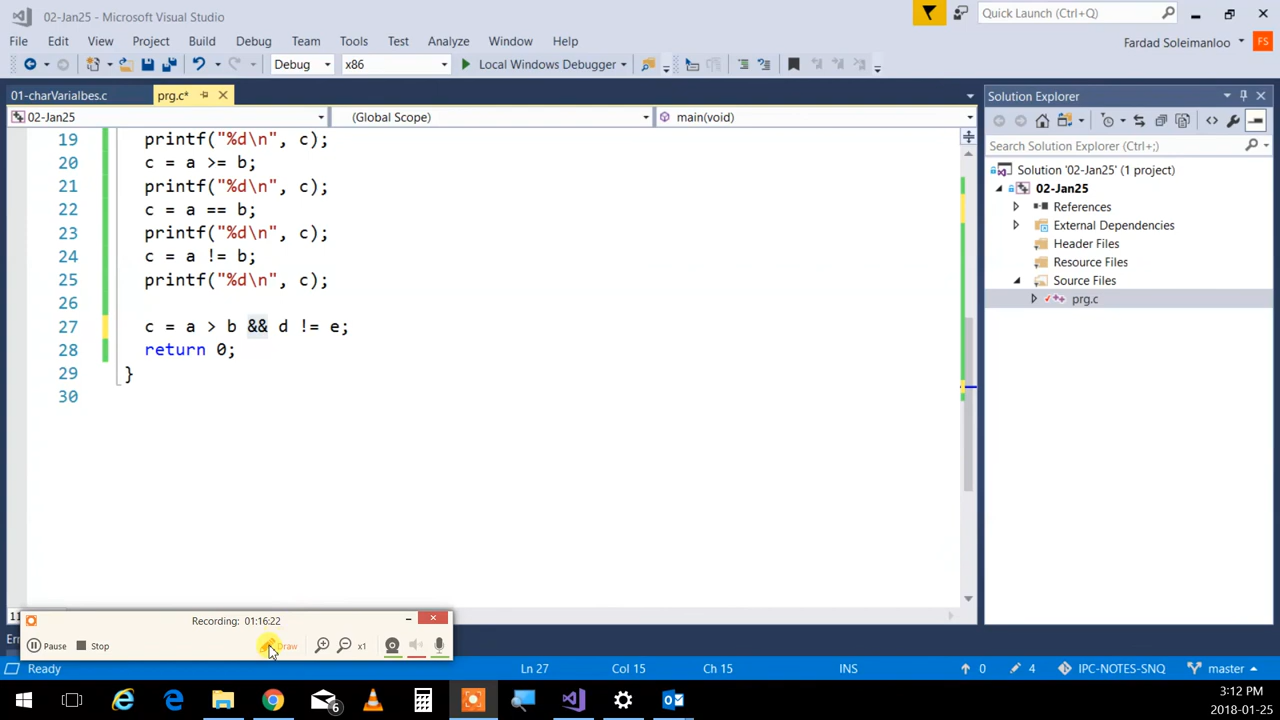 02-Jan25 - Microsoft Visual Studio
Quick Launch (Ctrl+Q)
File Edit View Project Build Debug Team Tools Test Analyze Window Help
Fardad Soleimanloo FS
Debug x86 Local Windows Debugger
01-charVarialbes.c prg.c*
Solution Explorer
02-Jan25 (Global Scope) main(void)
Search Solution Explorer (Ctrl+;)
Solution '02-Jan25' (1 project)
02-Jan25
References
External Dependencies
Header Files
Resource Files
Source Files
prg.c
19 printf("%d\n", c);
20 c = a >= b;
21 printf("%d\n", c);
22 c = a == b;
23 printf("%d\n", c);
24 c = a != b;
25 printf("%d\n", c);
26
27 c = a > b && d != e;
28 return 0;
29 }
30
Recording: 01:16:22
Pause Stop Draw x1
Ready Ln 27 Col 15 Ch 15 INS 0 4 IPC-NOTES-SNQ master
6
3:12 PM
2018-01-25